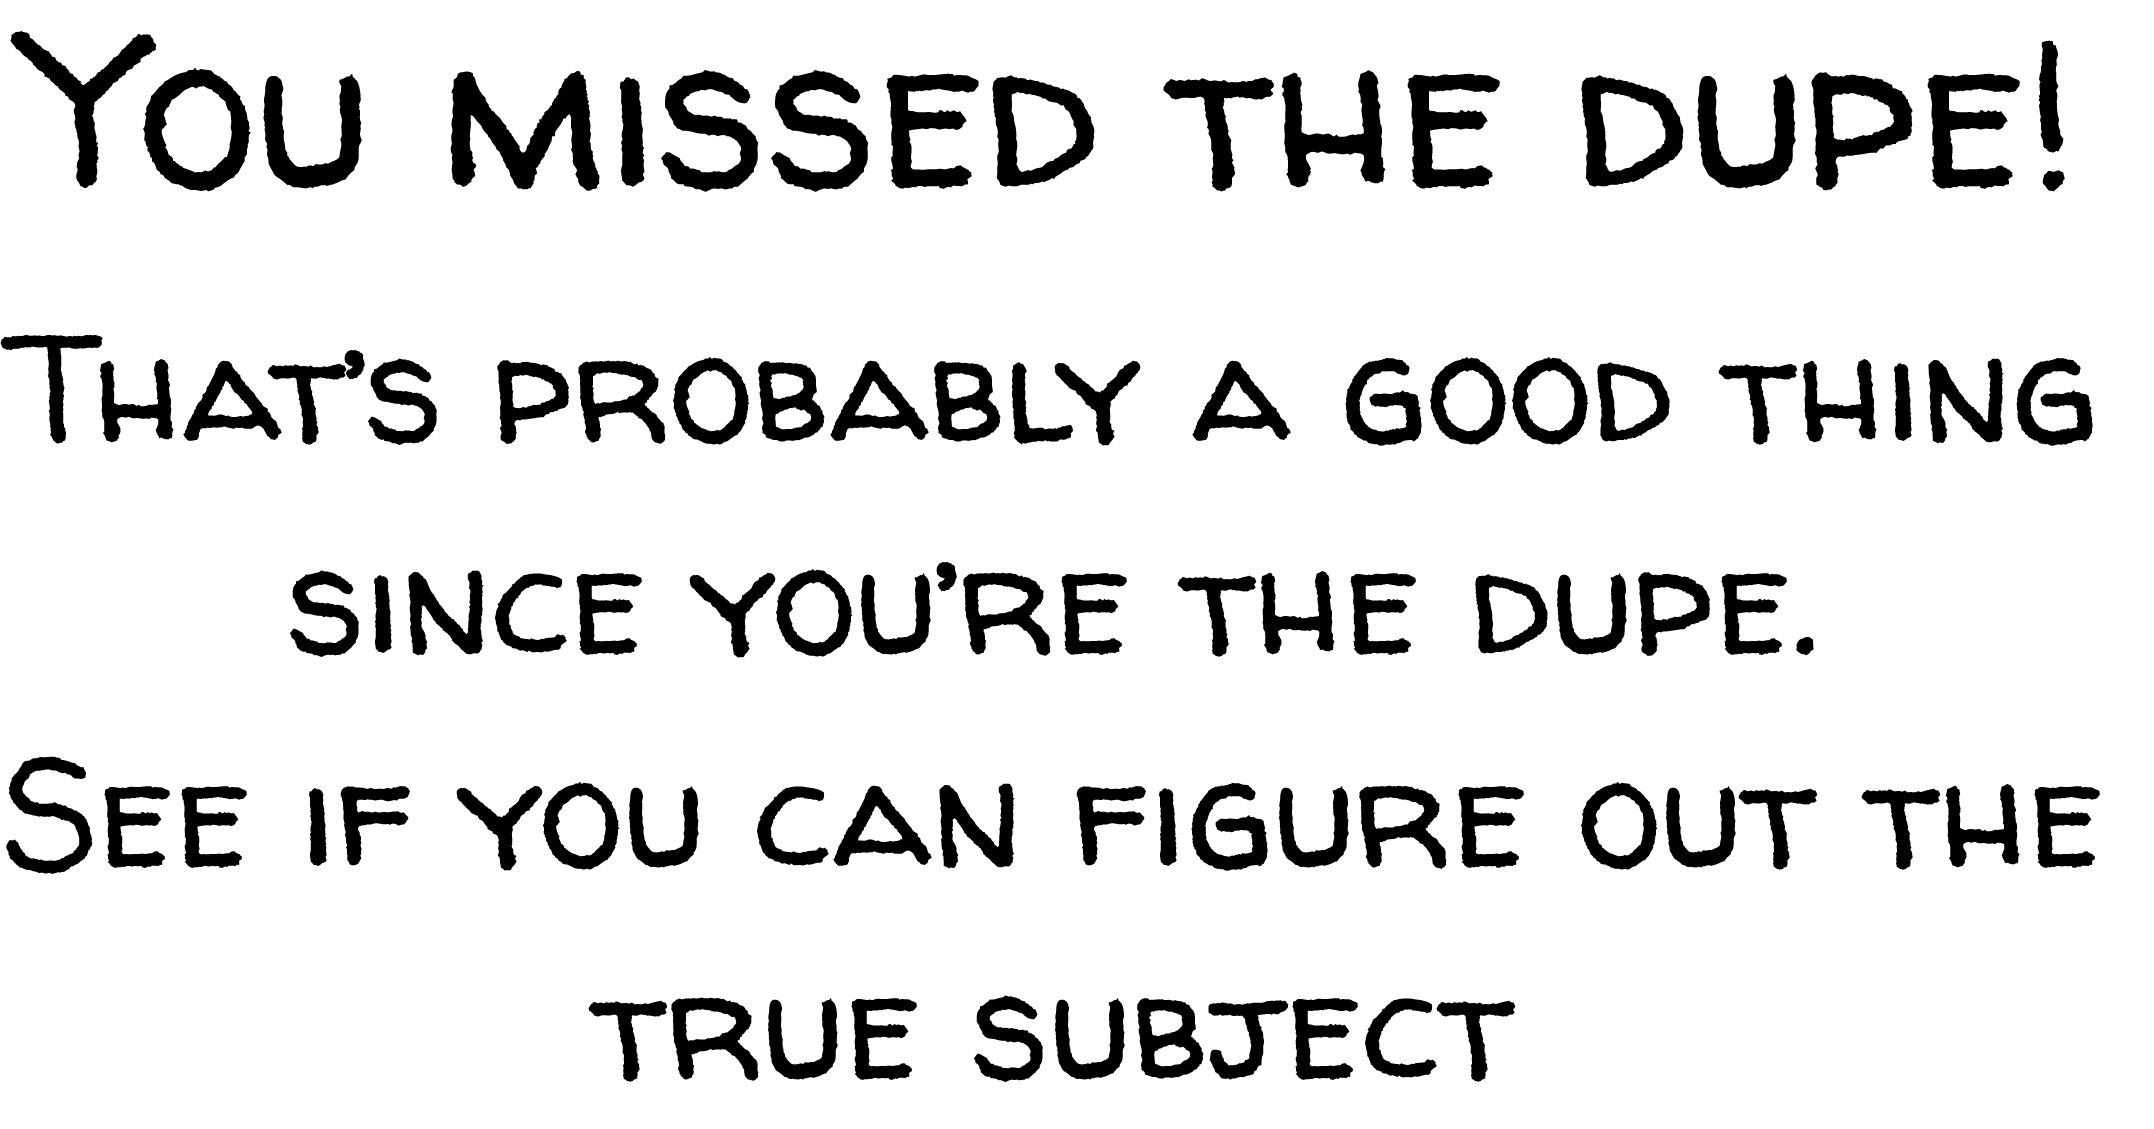 You missed the dupe!
That's probably a good thing
since you're the dupe.
See if you can figure out the
true subject